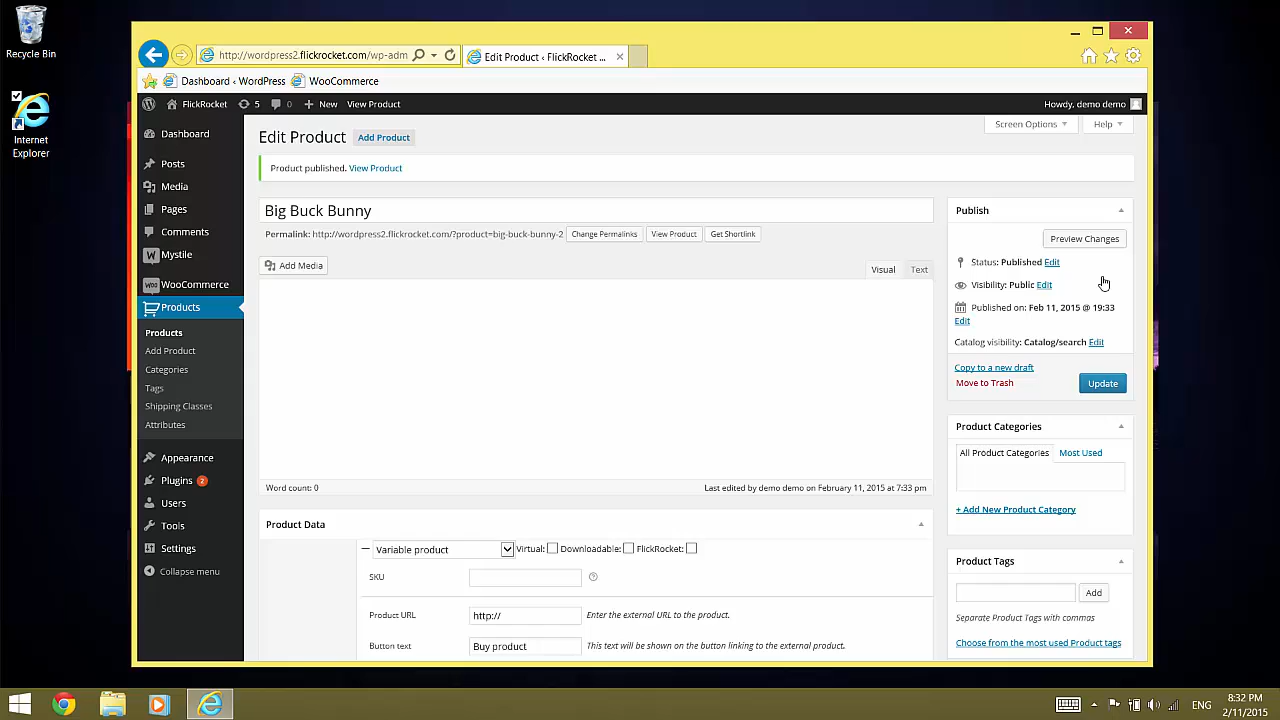 Recycle Bin
Internet
Explorer
http://wordpress2.flickrocket.com/wp-adm
Edit Product ‹ FlickRocket ...
Dashboard ‹ WordPress
WooCommerce
FlickRocket
5
0
New
View Product
Howdy, demo demo
Dashboard
Posts
Media
Pages
Comments
Mystile
WooCommerce
Products
Products
Add Product
Categories
Tags
Shipping Classes
Attributes
Appearance
Plugins 2
Users
Tools
Settings
Collapse menu
Screen Options
Help
Edit Product Add Product
Product published. View Product
Big Buck Bunny
Permalink: http://wordpress2.flickrocket.com/?product=big-buck-bunny-2 Change Permalinks View Product Get Shortlink
Add Media
Visual Text
Word count: 0
Last edited by demo demo on February 11, 2015 at 7:33 pm
Product Data
— Variable product Virtual: Downloadable: FlickRocket:
SKU
Product URL http:// Enter the external URL to the product.
Button text Buy product This text will be shown on the button linking to the external product.
Publish
Preview Changes
Status: Published Edit
Visibility: Public Edit
Published on: Feb 11, 2015 @ 19:33
Edit
Catalog visibility: Catalog/search Edit
Copy to a new draft
Move to Trash
Update
Product Categories
All Product Categories Most Used
+ Add New Product Category
Product Tags
Add
Separate Product Tags with commas
Choose from the most used Product tags
ENG
8:32 PM
2/11/2015